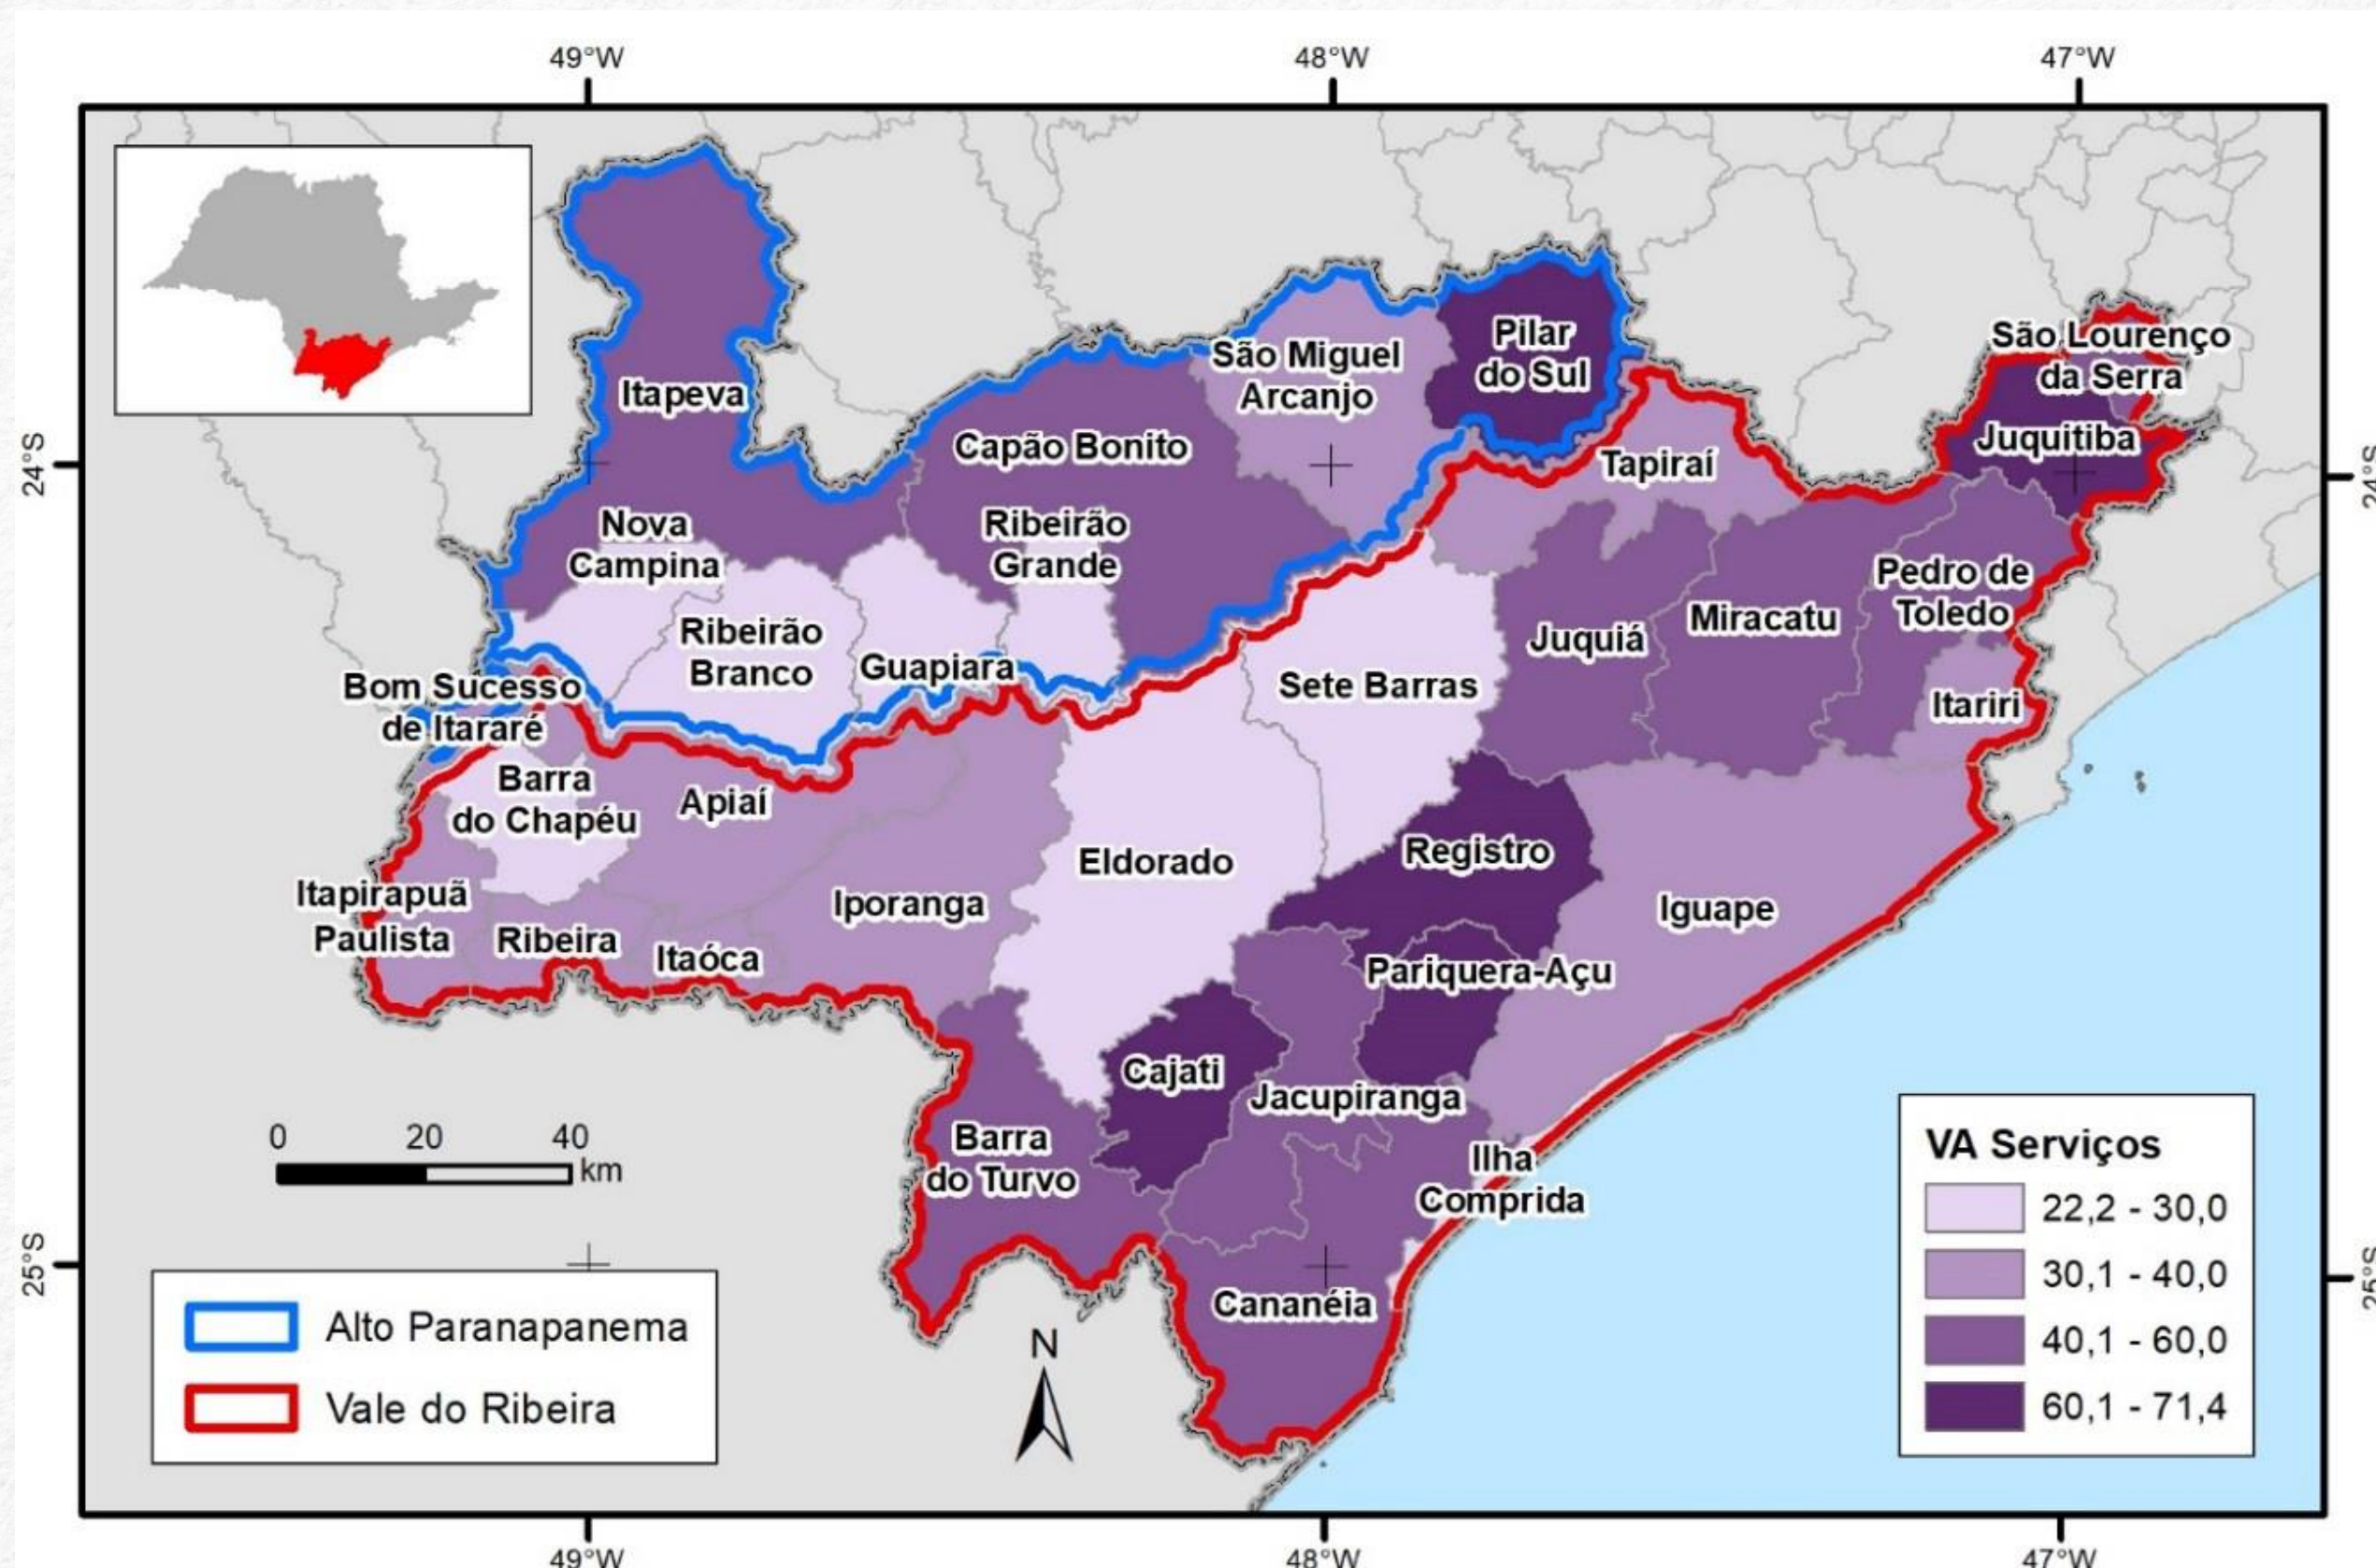 49°W
48°W
47°W
24°S
24°S
25°S
25°S
São Lourenço
da Serra
Juquitiba
Pilar
do Sul
São Miguel
Arcanjo
Itapeva
Capão Bonito
Tapiraí
Nova
Campina
Ribeirão
Grande
Pedro de
Toledo
Ribeirão
Branco
Guapiara
Juquiá
Miracatu
Bom Sucesso
de Itararé
Sete Barras
Itariri
Barra
do Chapéu
Apiaí
Eldorado
Registro
Itapirapuã
Paulista
Ribeira
Itaóca
Iporanga
Iguape
Pariquera-Açu
Cajati
Jacupiranga
Barra
do Turvo
Ilha
Comprida
Cananéia
0 20 40
km
N
Alto Paranapanema
Vale do Ribeira
VA Serviços
22,2 - 30,0
30,1 - 40,0
40,1 - 60,0
60,1 - 71,4
49°W
48°W
47°W